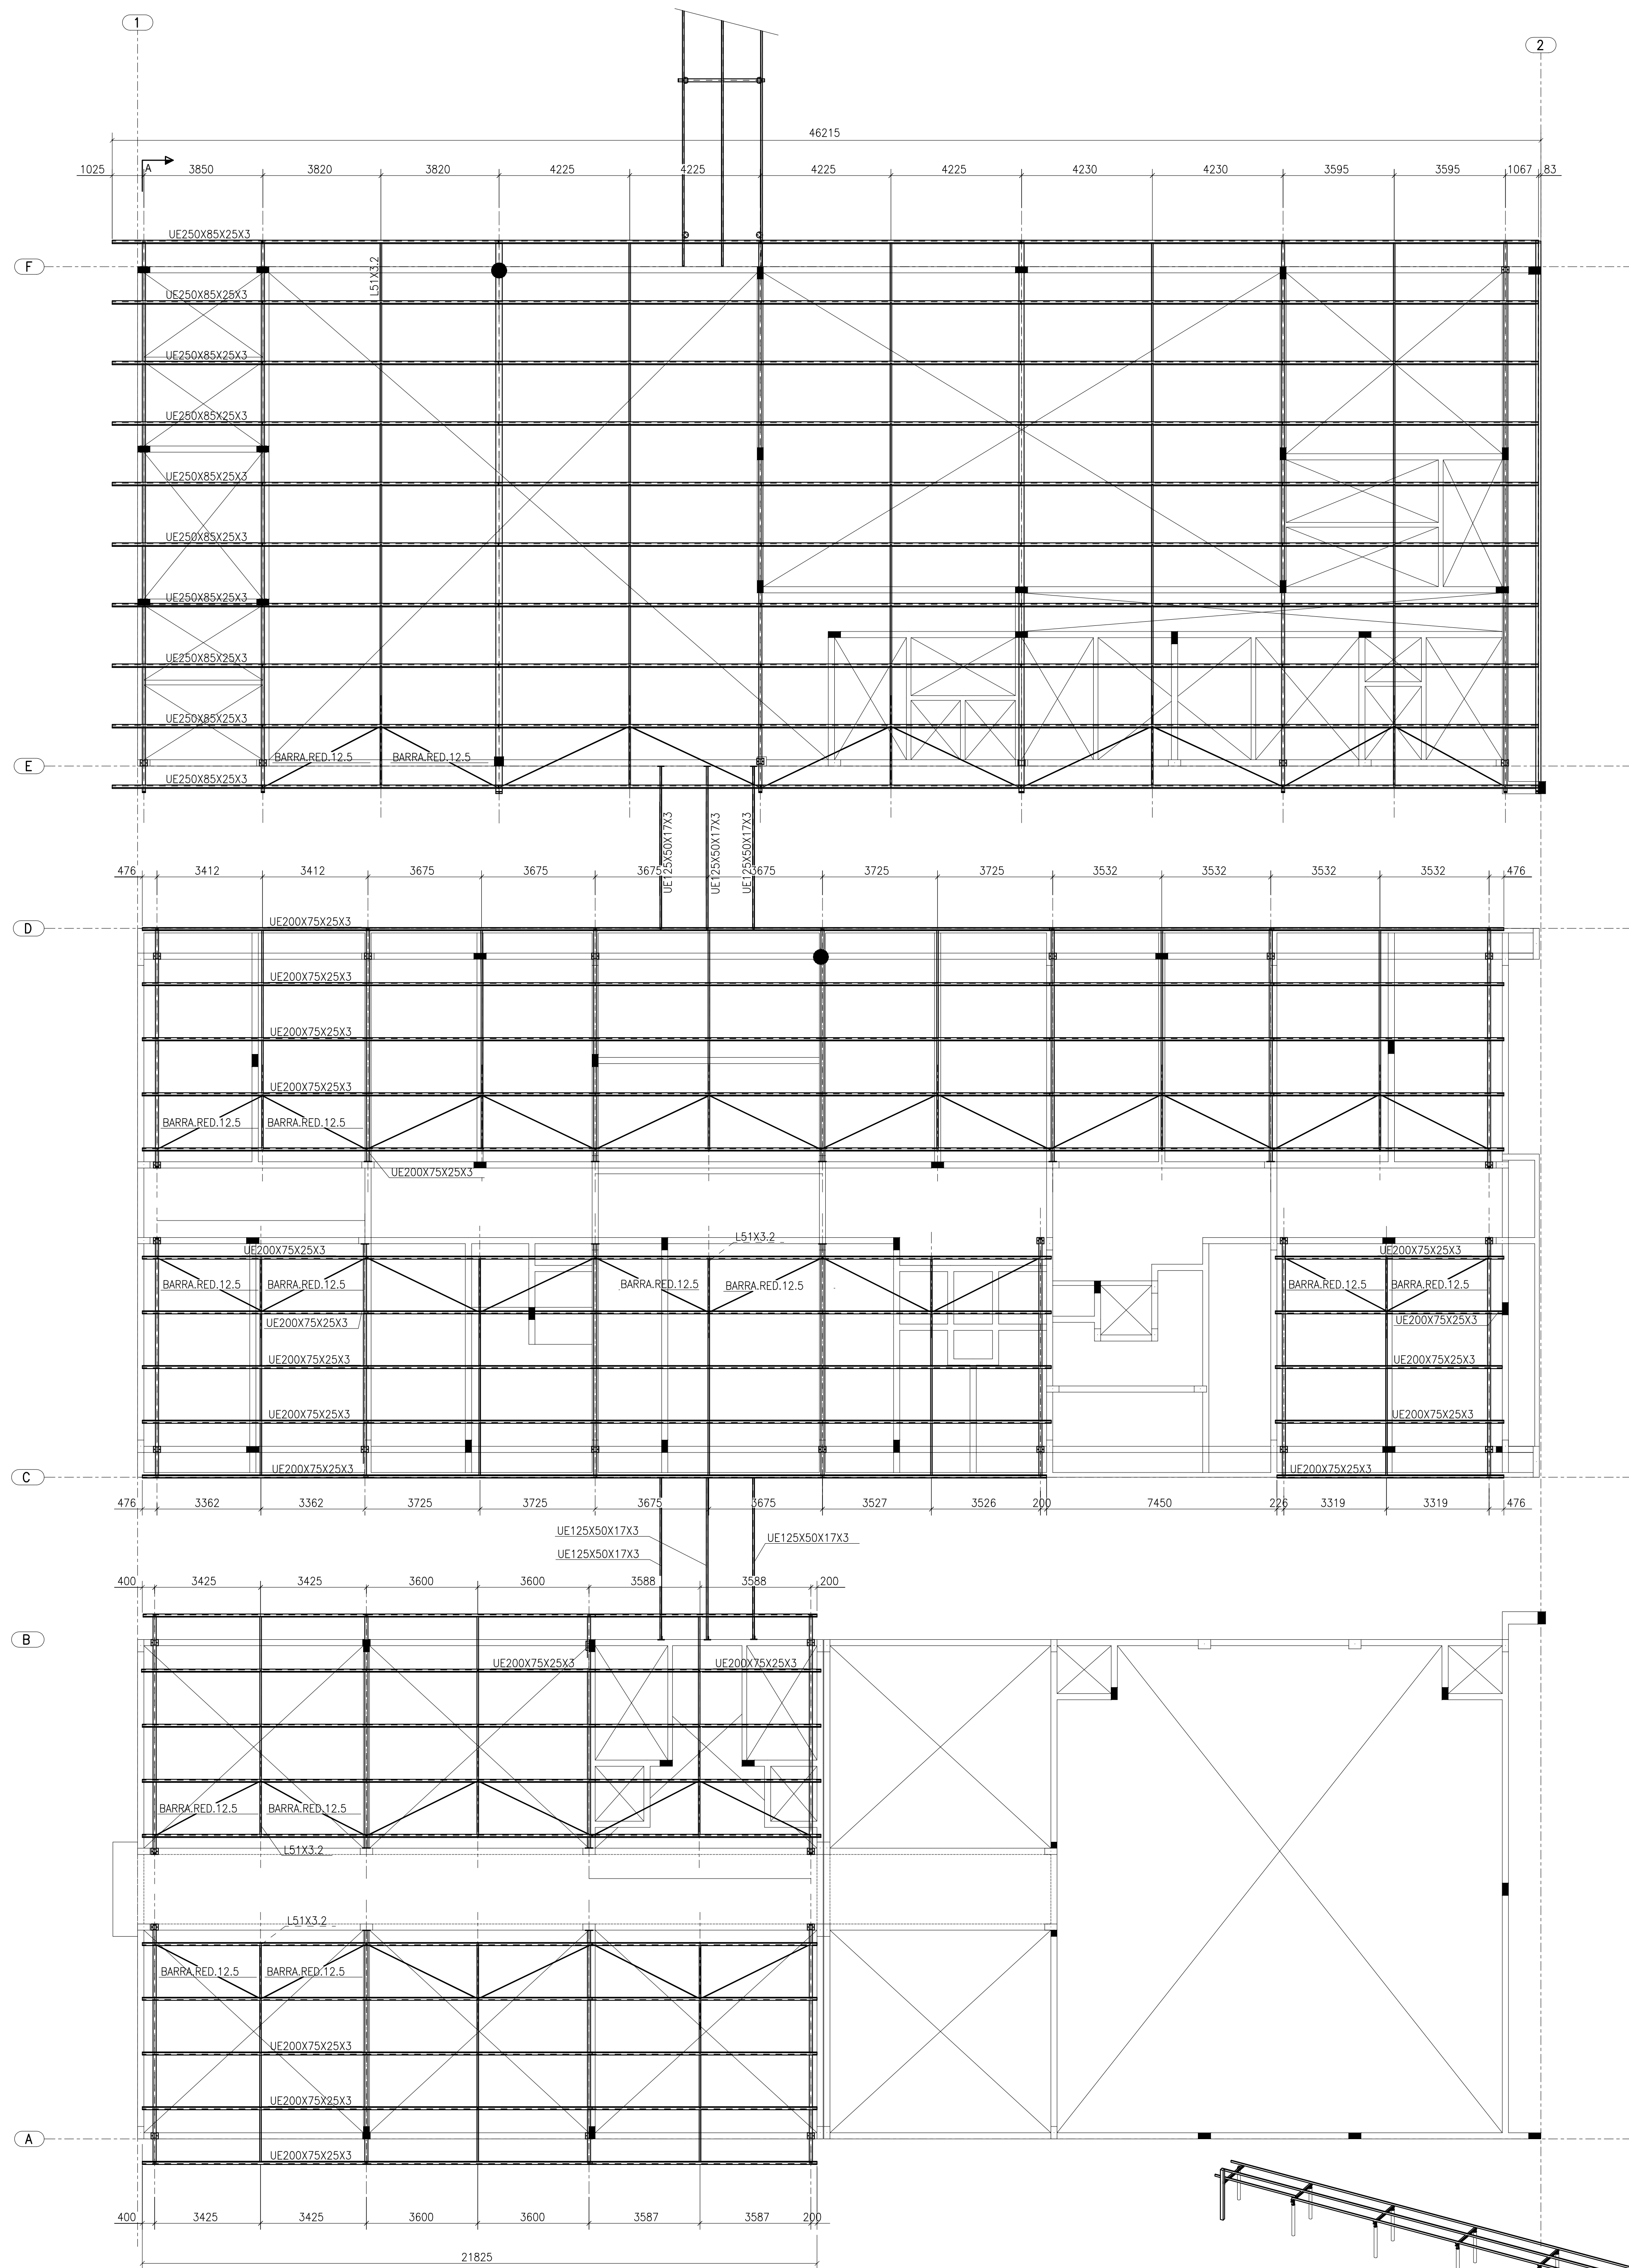 1
2
46215
1025 A 3850 3820 3820 4225 4225 4225 4225 4230 4230 3595 3595 1067 83
UE250X85X25X3
F
L51X3.2
UE250X85X25X3
UE250X85X25X3
UE250X85X25X3
UE250X85X25X3
UE250X85X25X3
UE250X85X25X3
UE250X85X25X3
UE250X85X25X3
BARRA.RED.12.5 BARRA.RED.12.5
E
UE250X85X25X3
UE125X50X17X3 UE125X50X17X3 UE125X50X17X3
476 3412 3412 3675 3675 3675 3675 3725 3725 3532 3532 3532 3532 476
UE200X75X25X3
D
UE200X75X25X3
UE200X75X25X3
UE200X75X25X3
BARRA.RED.12.5 BARRA.RED.12.5
UE200X75X25X3
L51X3.2
UE200X75X25X3 UE200X75X25X3
BARRA.RED.12.5 BARRA.RED.12.5 BARRA.RED.12.5 BARRA.RED.12.5 BARRA.RED.12.5 BARRA.RED.12.5
UE200X75X25X3 UE200X75X25X3
UE200X75X25X3 UE200X75X25X3
UE200X75X25X3 UE200X75X25X3
UE200X75X25X3 UE200X75X25X3
C
476 3362 3362 3725 3725 3675 3675 3527 3526 200 7450 226 3319 3319 476
UE125X50X17X3 UE125X50X17X3
UE125X50X17X3
400 3425 3425 3600 3600 3588 3588 200
B
UE200X75X25X3 UE200X75X25X3
BARRA.RED.12.5 BARRA.RED.12.5
L51X3.2
L51X3.2
BARRA.RED.12.5 BARRA.RED.12.5
UE200X75X25X3
UE200X75X25X3
A
UE200X75X25X3
400 3425 3425 3600 3600 3587 3587 200
21825